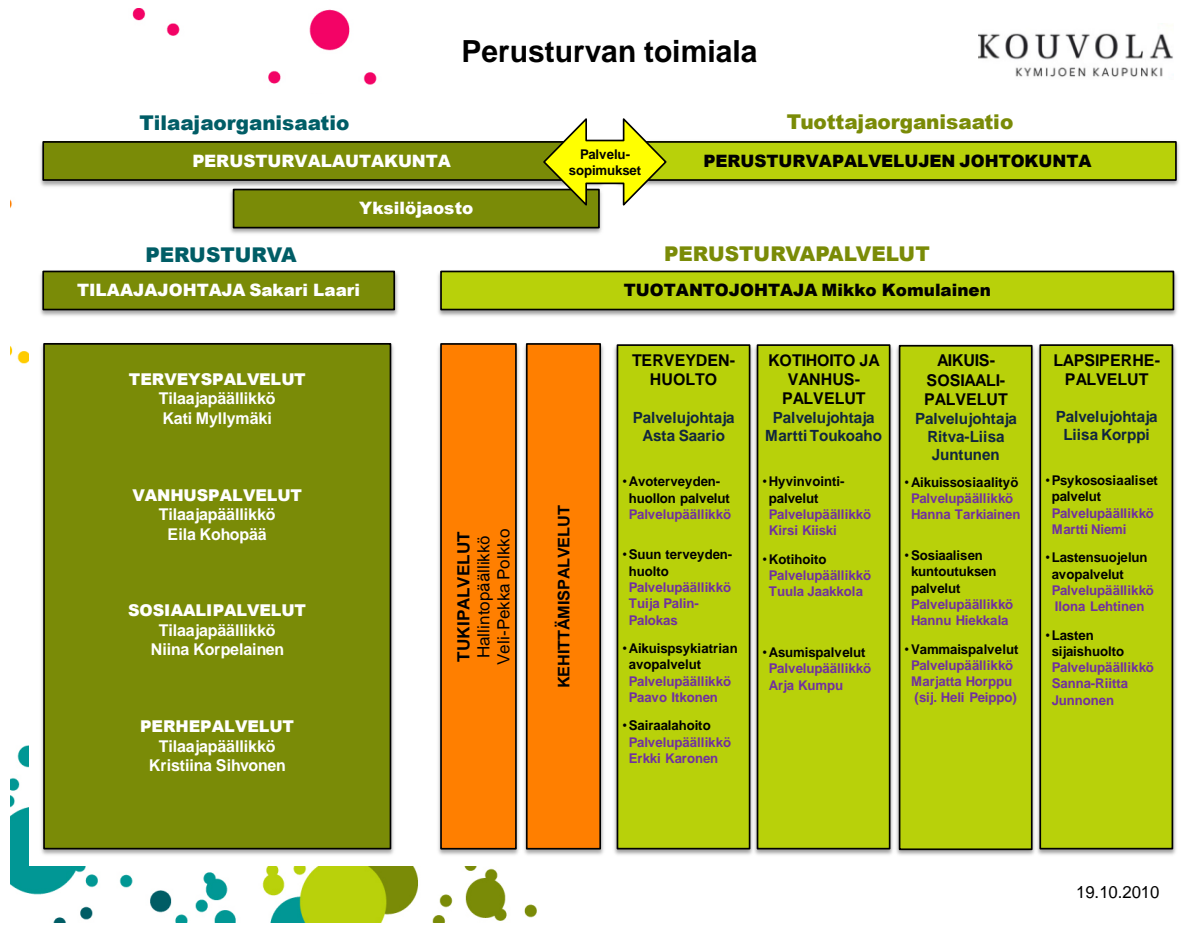 Perusturvan toimiala
KOUVOLA
KYMIJOEN KAUPUNKI
Tilaajaorganisaatio
Tuottajaorganisaatio
PERUSTURVALAUTAKUNTA
Palvelu-
sopimukset
PERUSTURVAPALVELUJEN JOHTOKUNTA
Yksilöjaosto
PERUSTURVA
PERUSTURVAPALVELUT
TILAAJAJOHTAJA Sakari Laari
TUOTANTOJOHTAJA Mikko Komulainen
TERVEYSPALVELUT
Tilaajapäällikkö
Kati Myllymäki
VANHUSPALVELUT
Tilaajapäällikkö
Eila Kohopää
SOSIAALIPALVELUT
Tilaajapäällikkö
Niina Korpelainen
PERHEPALVELUT
Tilaajapäällikkö
Kristiina Sihvonen
TUKIPALVELUT
Hallintopäällikkö
Veli-Pekka Polkko
KEHITTÄMISPALVELUT
TERVEYDEN-
HUOLTO
Palvelujohtaja
Asta Saario
• Avoterveyden-
huollon palvelut
Palvelupäällikkö
• Suun terveyden-
huolto
Palvelupäällikkö
Tuija Palin-
Palokas
• Aikuispsykiatrian
avopalvelut
Palvelupäällikkö
Paavo Itkonen
• Sairaalahoito
Palvelupäällikkö
Erkki Karonen
KOTIHOITO JA
VANHUS-
PALVELUT
Palvelujohtaja
Martti Toukoaho
• Hyvinvointi-
palvelut
Palvelupäällikkö
Kirsi Kiiski
• Kotihoito
Palvelupäällikkö
Tuula Jaakkola
• Asumispalvelut
Palvelupäällikkö
Arja Kumpu
AIKUIS-
SOSIAALI-
PALVELUT
Palvelujohtaja
Ritva-Liisa
Juntunen
• Aikuissosiaalityö
Palvelupäällikkö
Hanna Tarkiainen
• Sosiaalisen
kuntoutuksen
palvelut
Palvelupäällikkö
Hannu Hiekkala
• Vammaispalvelut
Palvelupäällikkö
Marjatta Horppu
(sij. Heli Peippo)
LAPSIPERHE-
PALVELUT
Palvelujohtaja
Liisa Korppi
• Psykososiaaliset
palvelut
Palvelupäällikkö
Martti Niemi
• Lastensuojelun
avopalvelut
Palvelupäällikkö
Ilona Lehtinen
• Lasten
sijaishuolto
Palvelupäällikkö
Sanna-Riitta
Junnonen
19.10.2010